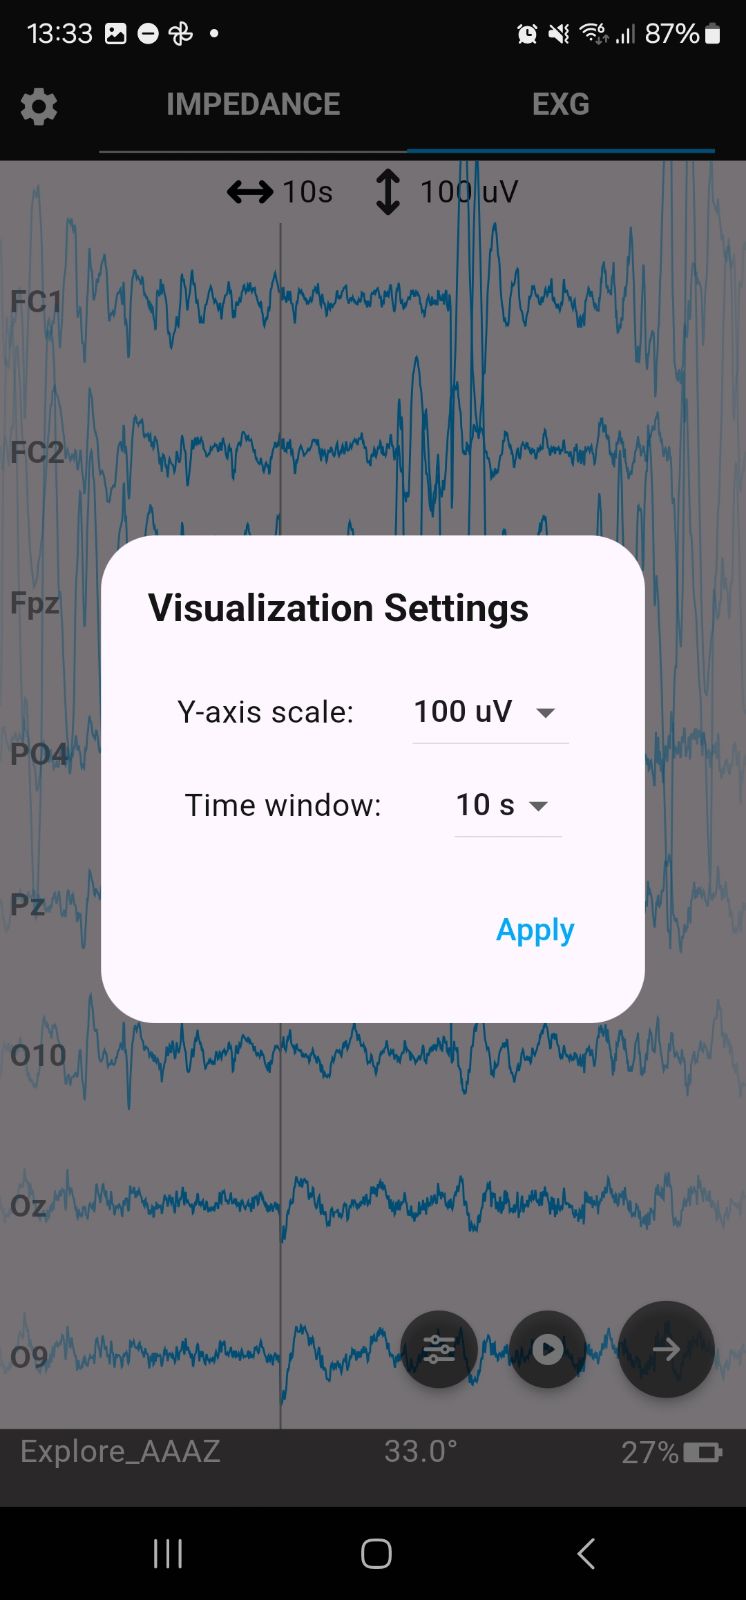 13:33 87%
IMPEDANCE EXG
10s 100 uV
FC1
FC2
Fpz
Visualization Settings
Y-axis scale: 100 uV
PO4
Time window: 10 s
Pz
Apply
O10
Oz
O9
Explore_AAAZ 33.0° 27%